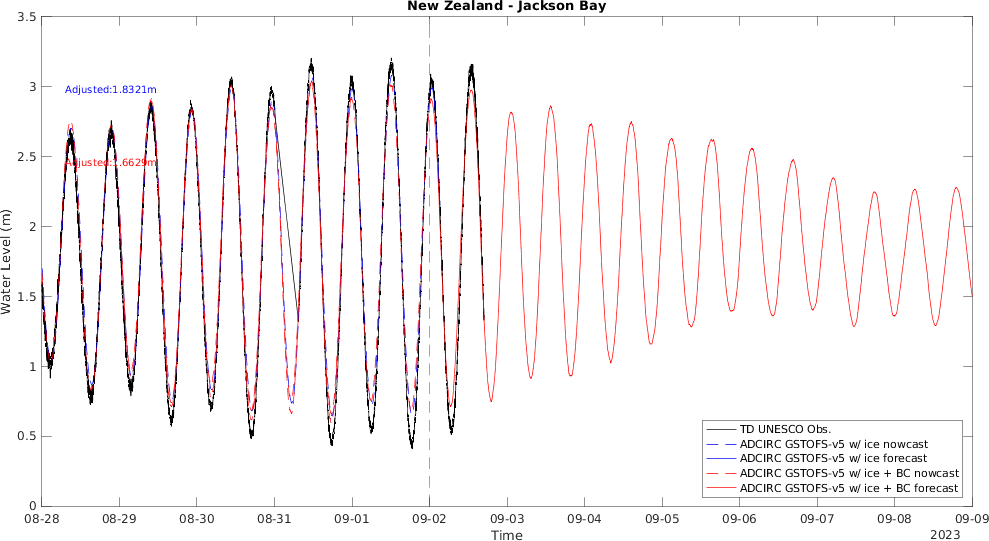 New Zealand - Jackson Bay
3.5
3
2.5
2
1.5
1
0.5
0
Water Level (m)
Adjusted:1.8321m
Adjusted:1.6629m
TD UNESCO Obs.
ADCIRC GSTOFS-v5 w/ ice nowcast
ADCIRC GSTOFS-v5 w/ ice forecast
ADCIRC GSTOFS-v5 w/ ice + BC nowcast
ADCIRC GSTOFS-v5 w/ ice + BC forecast
08-28 08-29 08-30 08-31 09-01 09-02 09-03 09-04 09-05 09-06 09-07 09-08 09-09
Time
2023